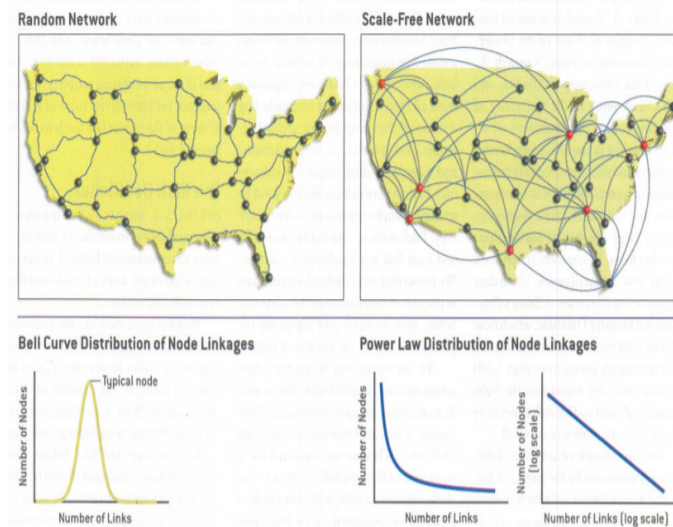 Random Network
Scale-Free Network
Bell Curve Distribution of Node Linkages
Power Law Distribution of Node Linkages
Typical node
Number of Nodes
Number of Links
Number of Nodes
Number of Links
Number of Nodes
(log scale)
Number of Links (log scale)